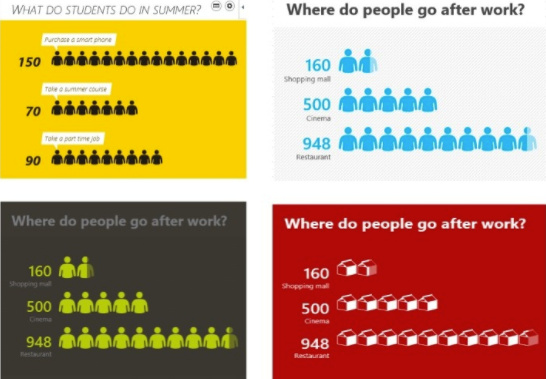 WHAT DO STUDENTS DO IN SUMMER?
Purchase a smart phone
150
Take a summer course
70
Take a part time job
90
Where do people go after work?
160
Shopping mall
500
Cinema
948
Restaurant
Where do people go after work?
160
Shopping mall
500
Cinema
948
Restaurant
Where do people go after work?
160
Shopping mall
500
Cinema
948
Restaurant